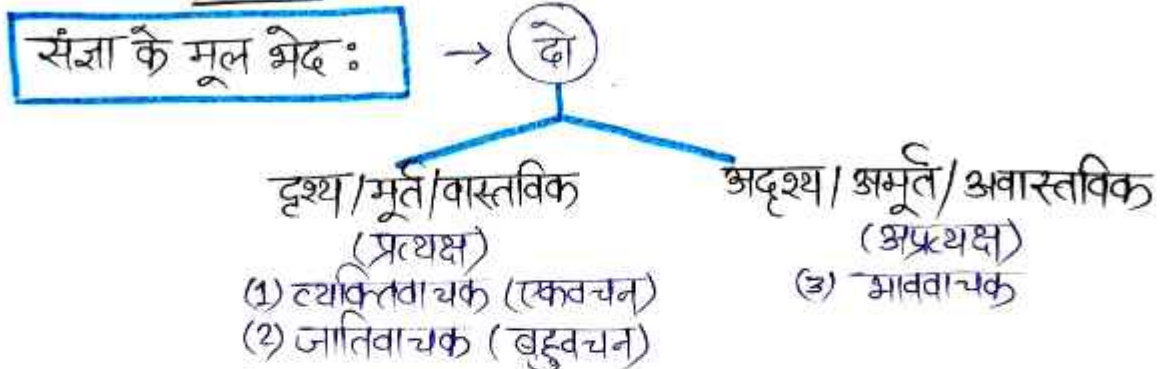 संज्ञा के मूल भेद : → दो
दृश्य/मूर्त/वास्तविक अदृश्य/अमूर्त/अवास्तविक
(प्रत्यक्ष) (अप्रत्यक्ष)
(1) व्यक्तिवाचक (एकवचन) (3) भाववाचक
(2) जातिवाचक (बहुवचन)